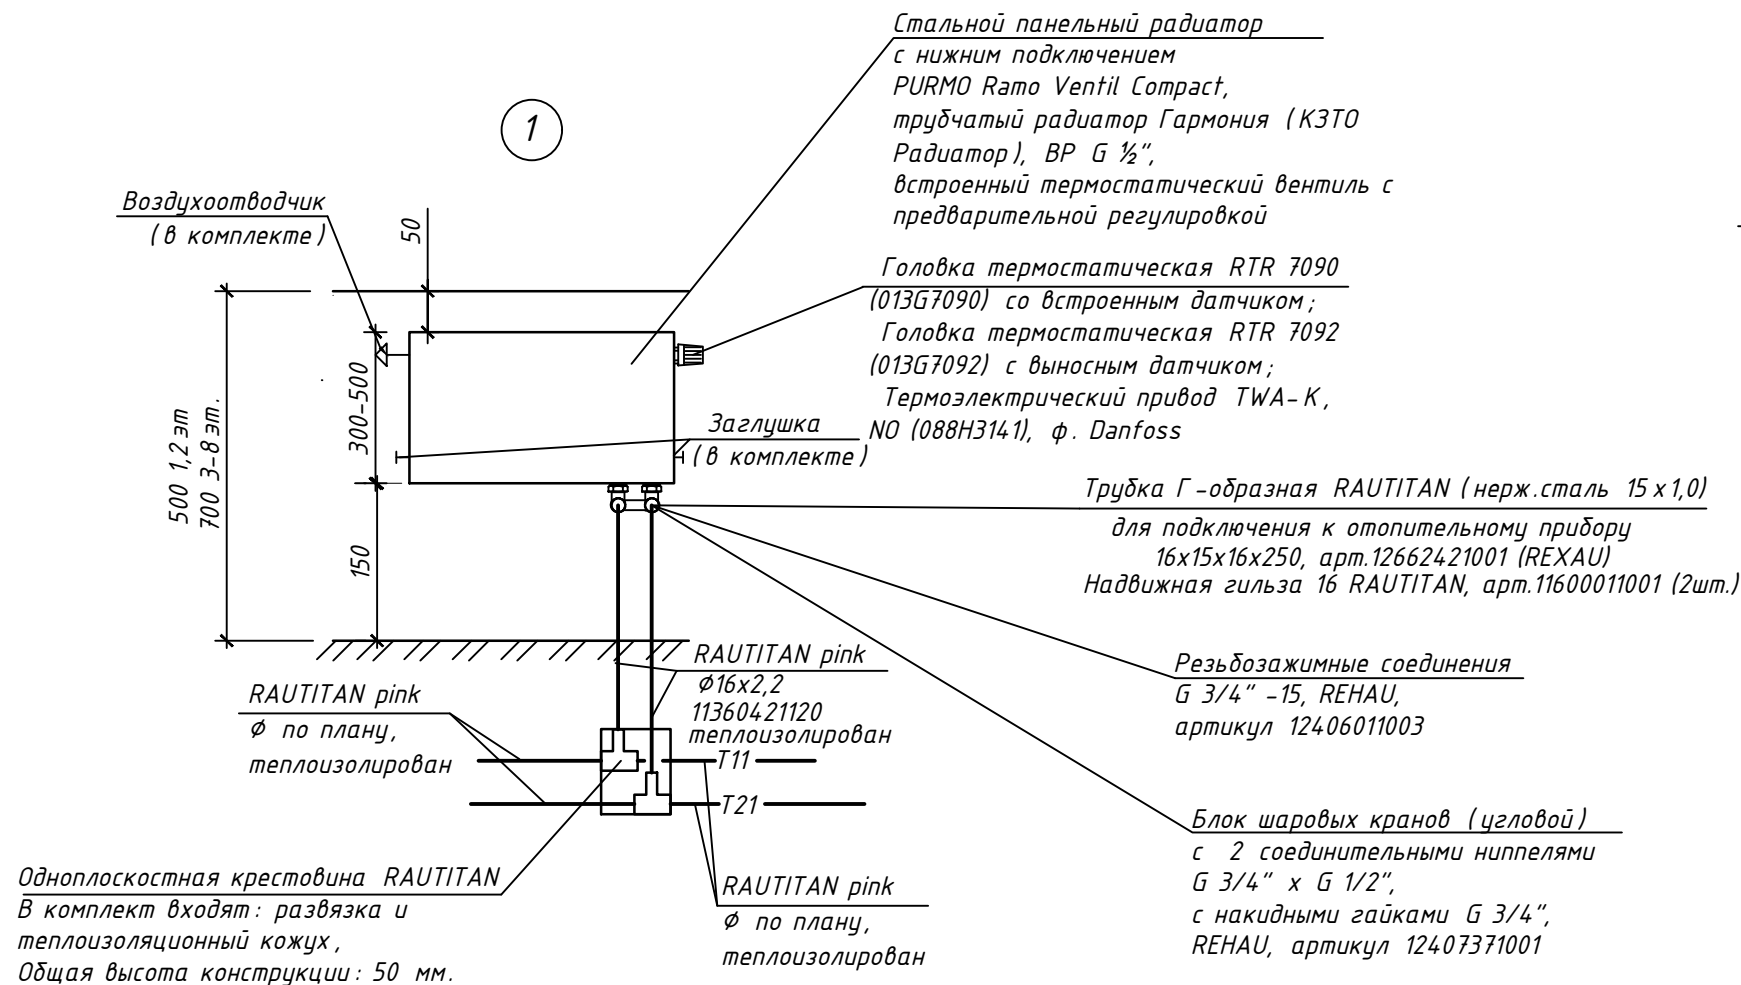 Стальной панельный радиатор
с нижним подключением
PURMO Ramo Ventil Compact,
трубчатый радиатор Гармония (КЗТО
Радиатор), ВР G ½",
встроенный термостатический вентиль с
предварительной регулировкой
1
Воздухоотводчик
(в комплекте)
50
Головка термостатическая RTR 7090
(013G7090) со встроенным датчиком;
Головка термостатическая RTR 7092
(013G7092) с выносным датчиком;
Термоэлектрический привод TWA-K,
NO (088H3141), ф. Danfoss
300-500
500 1,2 эт
700 3-8 эт.
Заглушка
(в комплекте)
150
Трубка Г-образная RAUTITAN (нерж.сталь 15x1,0)
для подключения к отопительному прибору
16x15x16x250, арт.12662421001 (REXAU)
Надвижная гильза 16 RAUTITAN, арт.11600011001 (2шт.)
RAUTITAN pink
Ф16x2,2
11360421120
теплоизолирован
Резьбозажимные соединения
G 3/4" -15, REHAU,
артикул 12406011003
RAUTITAN pink
Ф по плану,
теплоизолирован
T11
T21
Блок шаровых кранов (угловой)
с 2 соединительными ниппелями
G 3/4" x G 1/2",
с накидными гайками G 3/4",
REHAU, артикул 12407371001
Одноплоскостная крестовина RAUTITAN
В комплект входят: развязка и
теплоизоляционный кожух,
Общая высота конструкции: 50 мм.
RAUTITAN pink
Ф по плану,
теплоизолирован